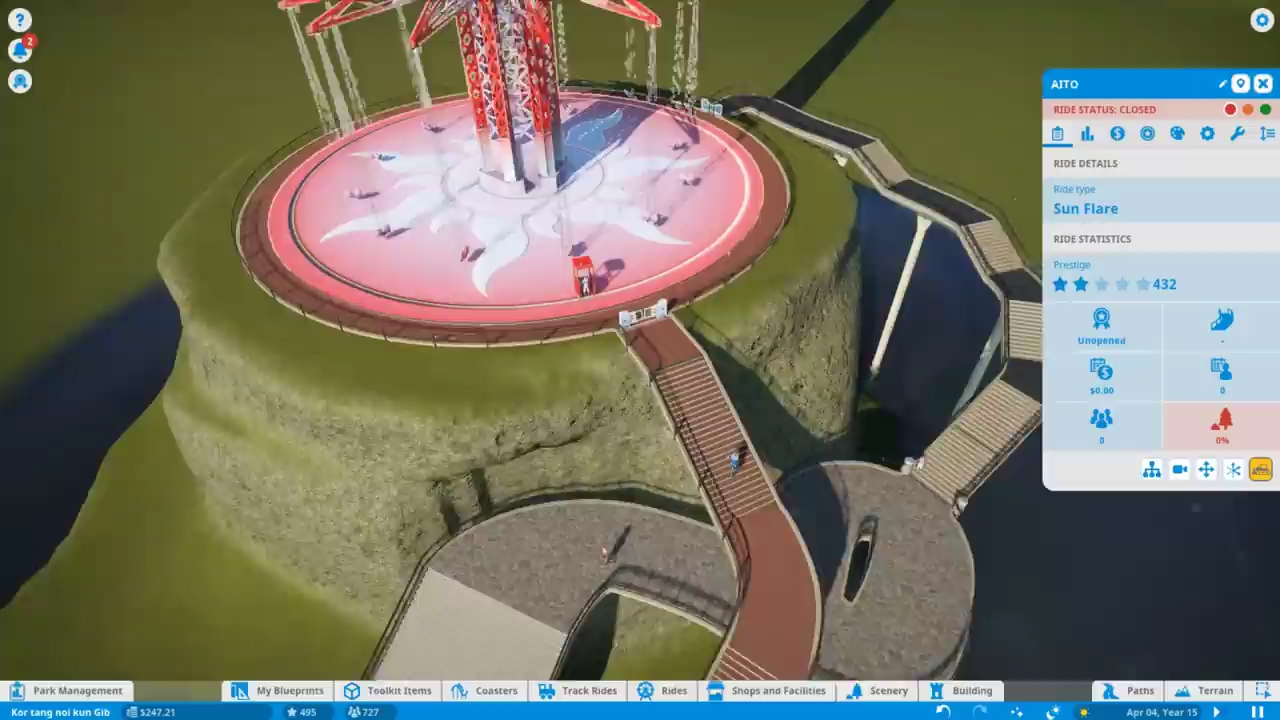 2
AITO
RIDE STATUS: CLOSED
RIDE DETAILS
Ride type
Sun Flare
RIDE STATISTICS
Prestige
432
Unopened
-
$0.00
0
0
0%
Park Management
My Blueprints
Toolkit Items
Coasters
Track Rides
Rides
Shops and Facilities
Scenery
Building
Paths
Terrain
Kor tang noi kun Gib
$247.21
495
727
Apr 04, Year 15